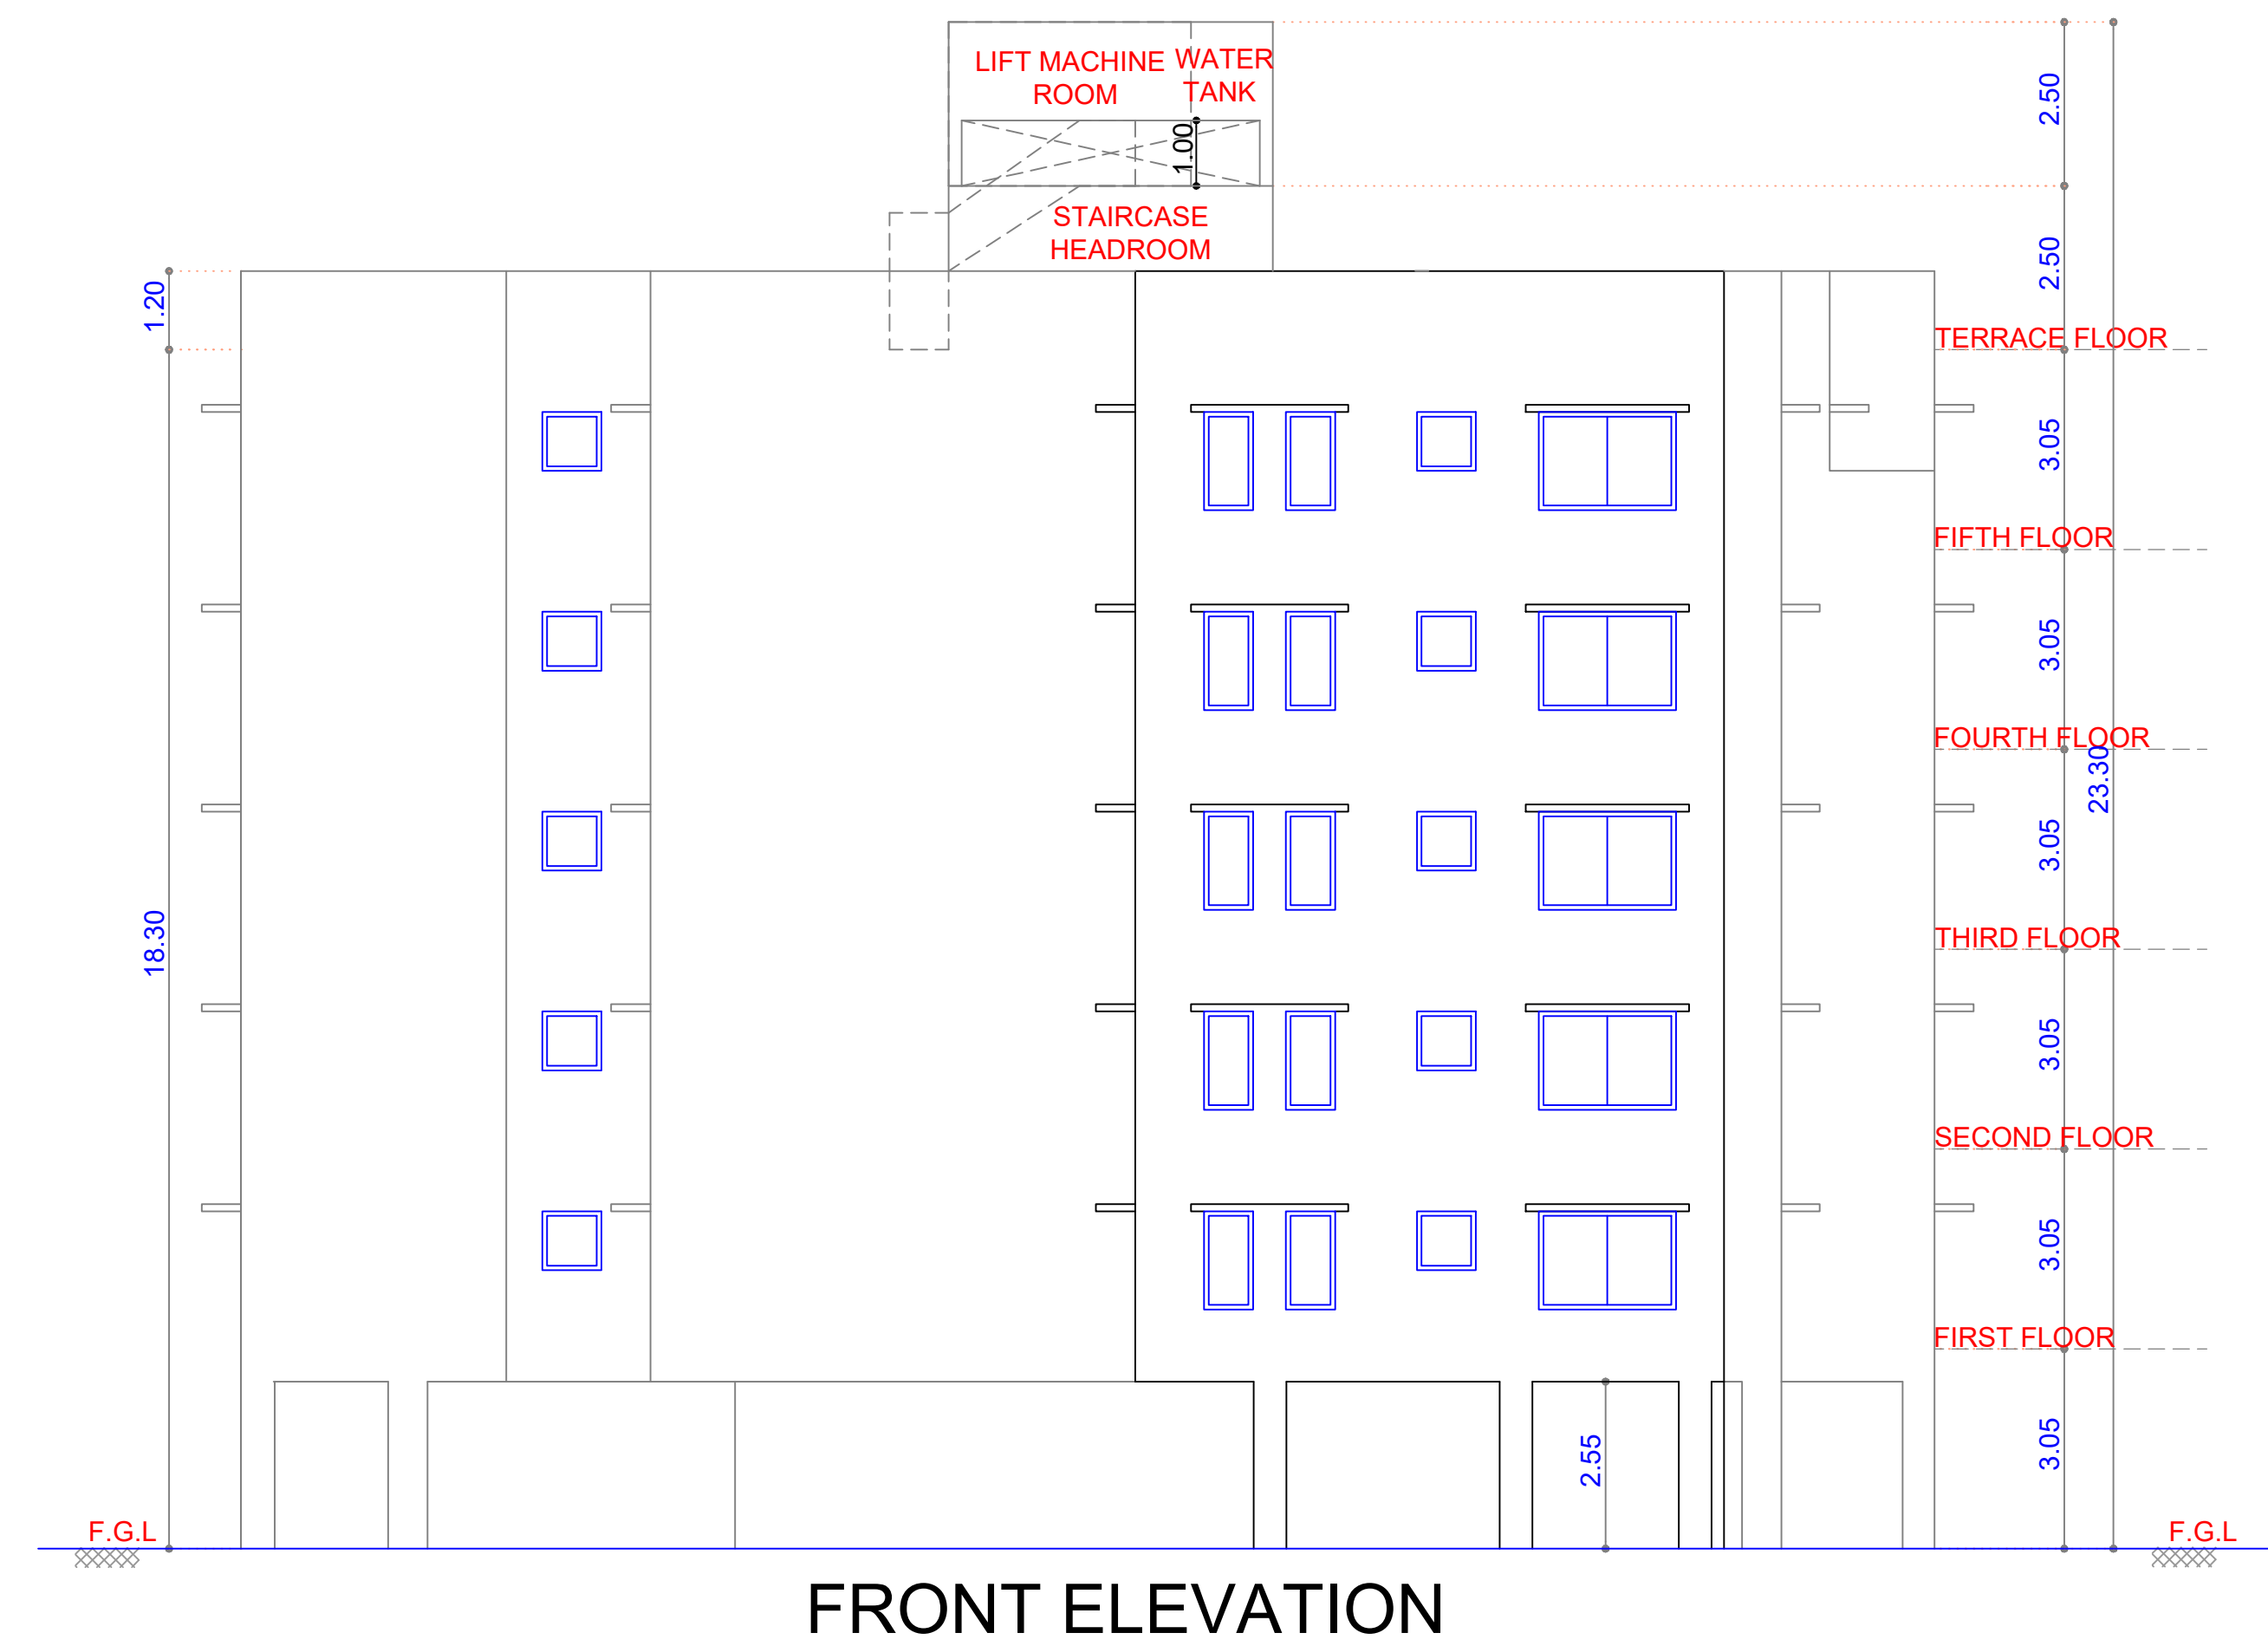 LIFT MACHINE
ROOM
WATER
TANK
2.50
1.00
STAIRCASE
HEADROOM
2.50
1.20
TERRACE FLOOR
3.05
FIFTH FLOOR
3.05
FOURTH FLOOR
23.30
3.05
THIRD FLOOR
18.30
3.05
SECOND FLOOR
3.05
FIRST FLOOR
2.55
3.05
F.G.L
F.G.L
FRONT ELEVATION